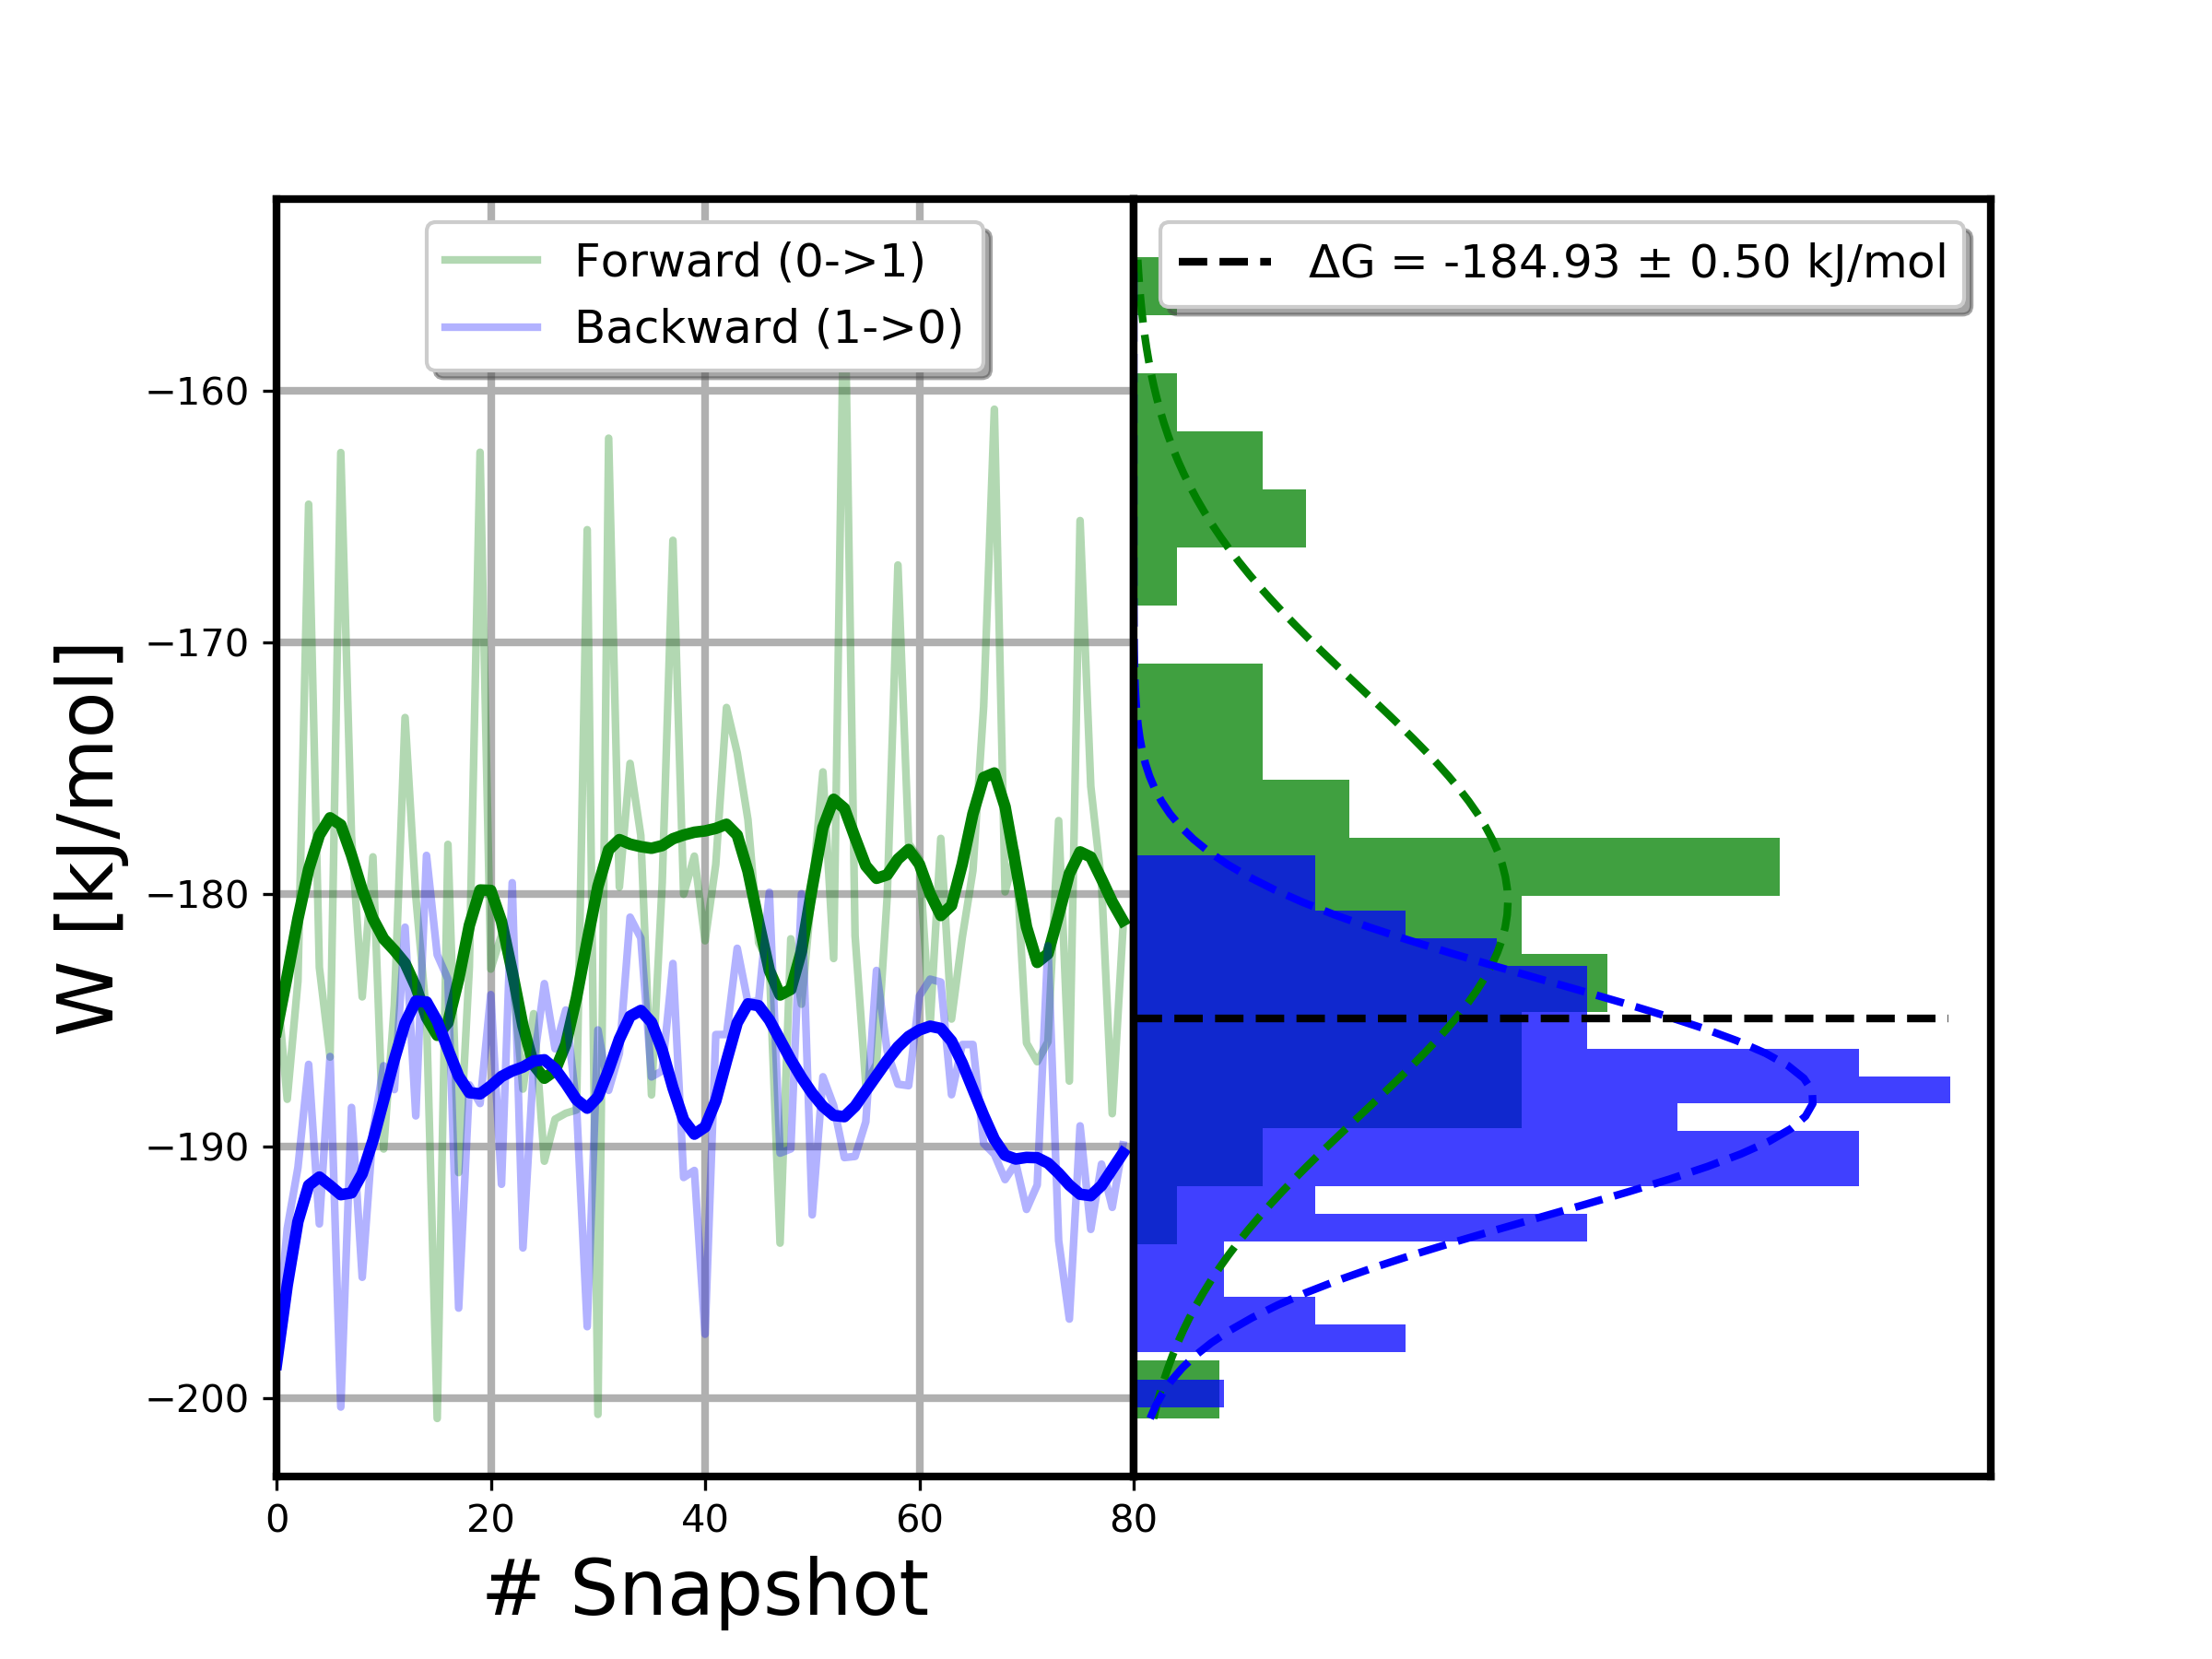 Forward (0->1)
Backward (1->0)
ΔG = -184.93 ± 0.50 kJ/mol
W [kJ/mol]
−160
−170
−180
−190
−200
0 20 40 60 80
# Snapshot